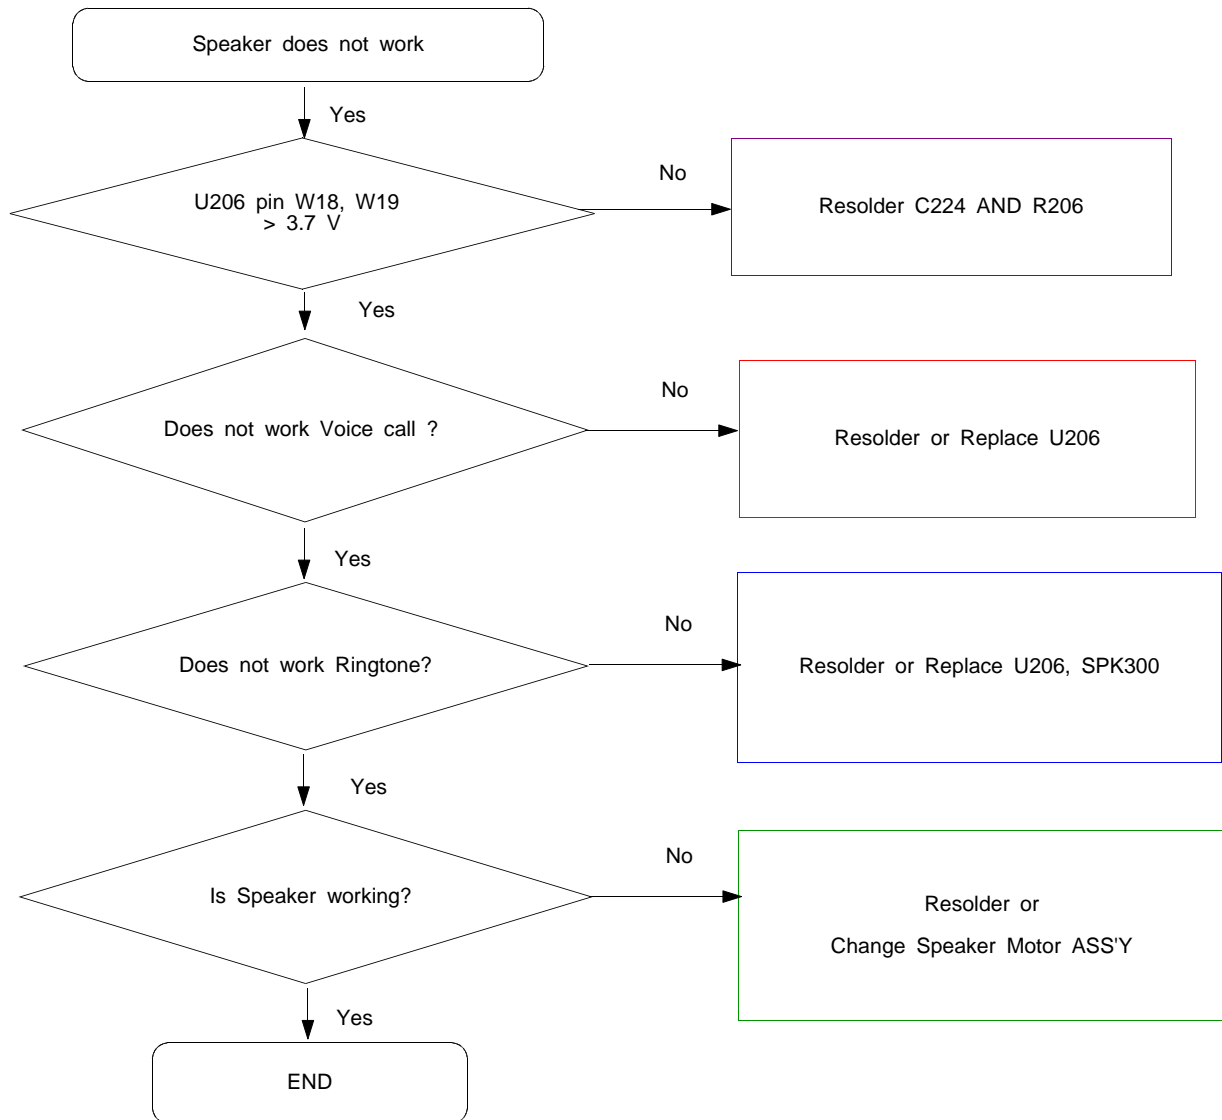 Speaker does not work
Yes
U206 pin W18, W19
> 3.7 V
No
Resolder C224 AND R206
Yes
Does not work Voice call ?
No
Resolder or Replace U206
Yes
Does not work Ringtone?
No
Resolder or Replace U206, SPK300
Yes
Is Speaker working?
No
Resolder or
Change Speaker Motor ASS'Y
Yes
END